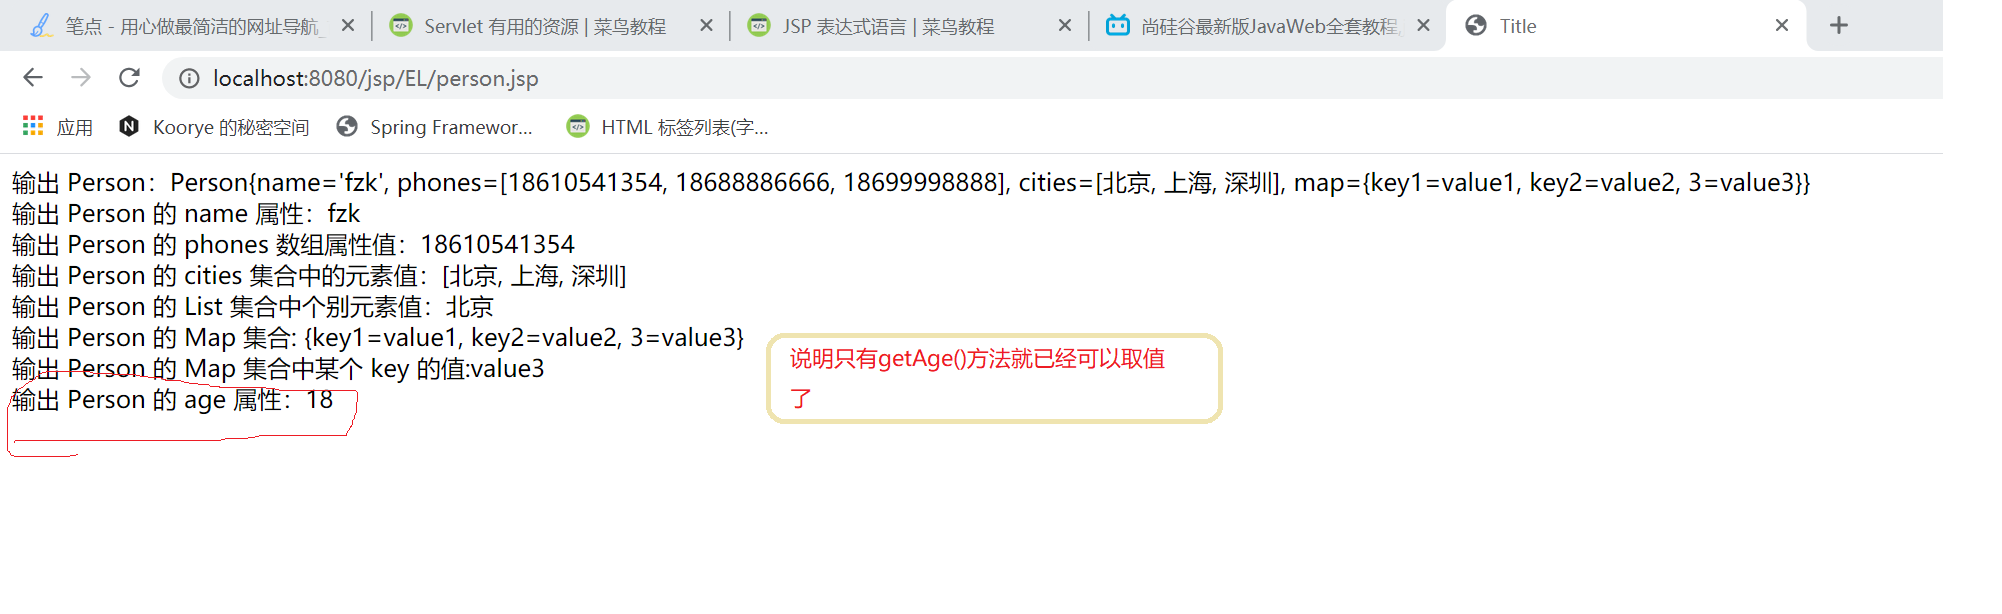 笔点 - 用心做最简洁的网址导航_
Servlet 有用的资源 | 菜鸟教程
JSP 表达式语言 | 菜鸟教程
尚硅谷最新版JavaWeb全套教程,
Title
localhost:8080/jsp/EL/person.jsp
应用
Koorye 的秘密空间
Spring Framewor...
HTML 标签列表(字...
输出 Person：Person{name='fzk', phones=[18610541354, 18688886666, 18699998888], cities=[北京, 上海, 深圳], map={key1=value1, key2=value2, 3=value3}}
输出 Person 的 name 属性：fzk
输出 Person 的 phones 数组属性值：18610541354
输出 Person 的 cities 集合中的元素值：[北京, 上海, 深圳]
输出 Person 的 List 集合中个别元素值：北京
输出 Person 的 Map 集合: {key1=value1, key2=value2, 3=value3}
输出 Person 的 Map 集合中某个 key 的值:value3
输出 Person 的 age 属性：18
说明只有getAge()方法就已经可以取值
了